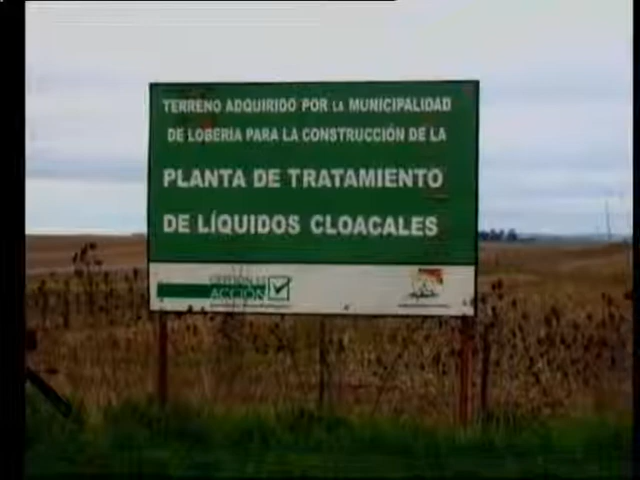 TERRENO ADQUIRIDO POR LA MUNICIPALIDAD
DE LOBERIA PARA LA CONSTRUCCIÓN DE LA
PLANTA DE TRATAMIENTO
DE LÍQUIDOS CLOACALES
ACCIÓN